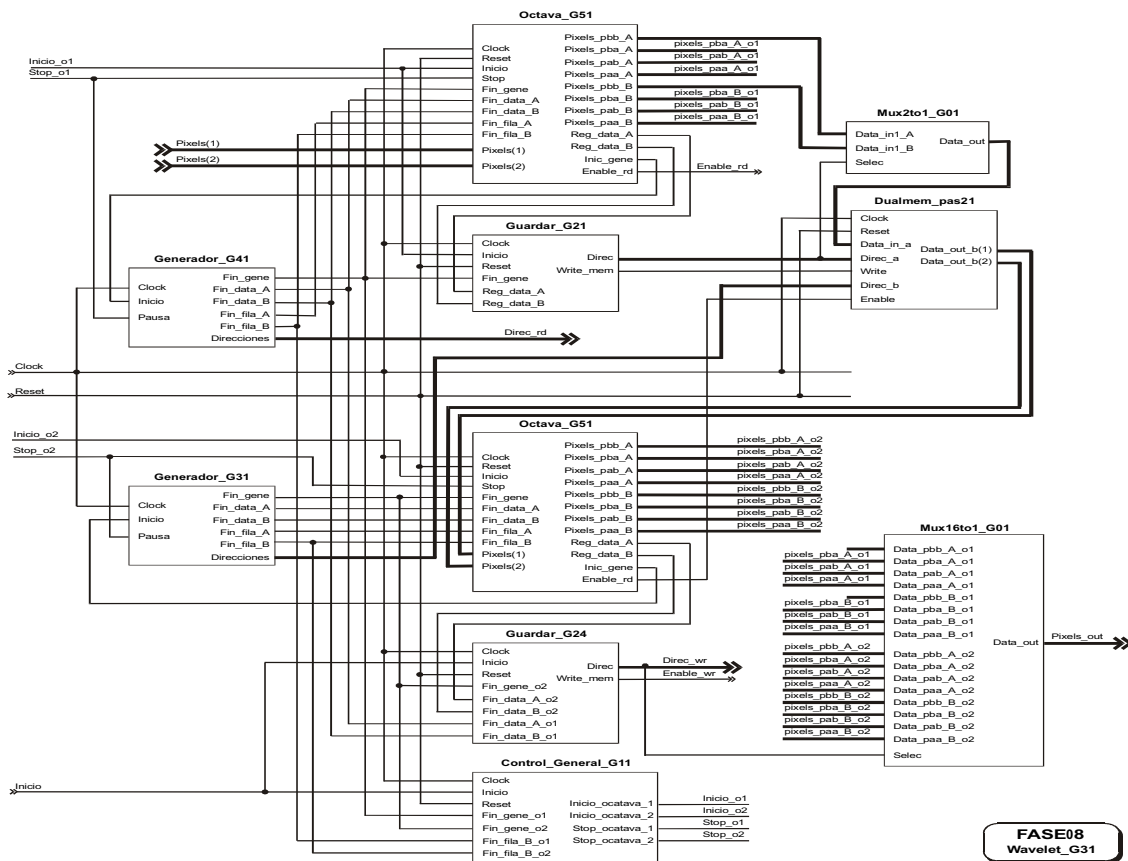 Octava_G51
Clock
Reset
Inicio
Stop
Fin_gene
Fin_data_A
Fin_data_B
Fin_fila_A
Fin_fila_B
Pixels(1)
Pixels(2)
Pixels_pbb_A
Pixels_pba_A
Pixels_pab_A
Pixels_paa_A
Pixels_pbb_B
Pixels_pba_B
Pixels_pab_B
Pixels_paa_B
Reg_data_A
Reg_data_B
Inic_gene
Enable_rd
Inicio_o1
Stop_o1
Pixels(1)
Pixels(2)
pixels_pba_A_o1
pixels_pab_A_o1
pixels_paa_A_o1
pixels_pba_B_o1
pixels_pab_B_o1
pixels_paa_B_o1
Enable_rd
Mux2to1_G01
Data_in1_A
Data_in1_B
Selec
Data_out
Dualmem_pas21
Clock
Reset
Data_in_a
Direc_a
Write
Direc_b
Enable
Data_out_b(1)
Data_out_b(2)
Guardar_G21
Clock
Inicio
Reset
Fin_gene
Reg_data_A
Reg_data_B
Direc
Write_mem
Generador_G41
Clock
Inicio
Pausa
Fin_gene
Fin_data_A
Fin_data_B
Fin_fila_A
Fin_fila_B
Direcciones
Direc_rd
Clock
Reset
Inicio_o2
Stop_o2
Octava_G51
Clock
Reset
Inicio
Stop
Fin_gene
Fin_data_A
Fin_data_B
Fin_fila_A
Fin_fila_B
Pixels(1)
Pixels(2)
Pixels_pbb_A
Pixels_pba_A
Pixels_pab_A
Pixels_paa_A
Pixels_pbb_B
Pixels_pba_B
Pixels_pab_B
Pixels_paa_B
Reg_data_A
Reg_data_B
Inic_gene
Enable_rd
pixels_pbb_A_o2
pixels_pba_A_o2
pixels_pab_A_o2
pixels_paa_A_o2
pixels_pbb_B_o2
pixels_pba_B_o2
pixels_pab_B_o2
pixels_paa_B_o2
Generador_G31
Clock
Inicio
Pausa
Fin_gene
Fin_data_A
Fin_data_B
Fin_fila_A
Fin_fila_B
Direcciones
Mux16to1_G01
pixels_pba_A_o1
pixels_pab_A_o1
pixels_paa_A_o1
pixels_pba_B_o1
pixels_pab_B_o1
pixels_paa_B_o1
pixels_pbb_A_o2
pixels_pba_A_o2
pixels_pab_A_o2
pixels_paa_A_o2
pixels_pbb_B_o2
pixels_pba_B_o2
pixels_pab_B_o2
pixels_paa_B_o2
Data_pbb_A_o1
Data_pba_A_o1
Data_pab_A_o1
Data_paa_A_o1
Data_pbb_B_o1
Data_pba_B_o1
Data_pab_B_o1
Data_paa_B_o1
Data_pbb_A_o2
Data_pba_A_o2
Data_pab_A_o2
Data_paa_A_o2
Data_pbb_B_o2
Data_pba_B_o2
Data_pab_B_o2
Data_paa_B_o2
Selec
Data_out
Pixels_out
Guardar_G24
Clock
Inicio
Reset
Fin_gene_o2
Fin_data_A_o2
Fin_data_B_o2
Fin_data_A_o1
Fin_data_B_o1
Direc
Write_mem
Direc_wr
Enable_wr
Inicio
Control_General_G11
Clock
Inicio
Reset
Fin_gene_o1
Fin_gene_o2
Fin_fila_B_o1
Fin_fila_B_o2
Inicio_ocatava_1
Inicio_ocatava_2
Stop_ocatava_1
Stop_ocatava_2
Inicio_o1
Inicio_o2
Stop_o1
Stop_o2
FASE08
Wavelet_G31